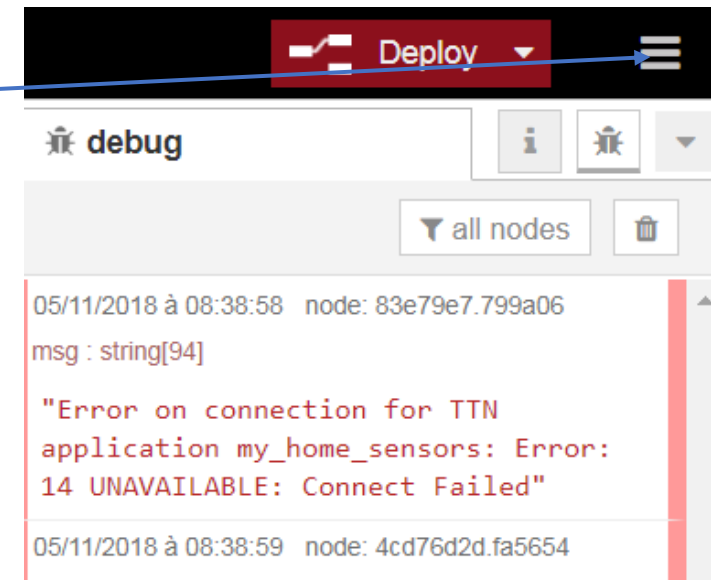 Deploy
debug
i
all nodes
05/11/2018 à 08:38:58 node: 83e79e7.799a06
msg : string[94]
"Error on connection for TTN
application my_home_sensors: Error:
14 UNAVAILABLE: Connect Failed"
05/11/2018 à 08:38:59 node: 4cd76d2d.fa5654